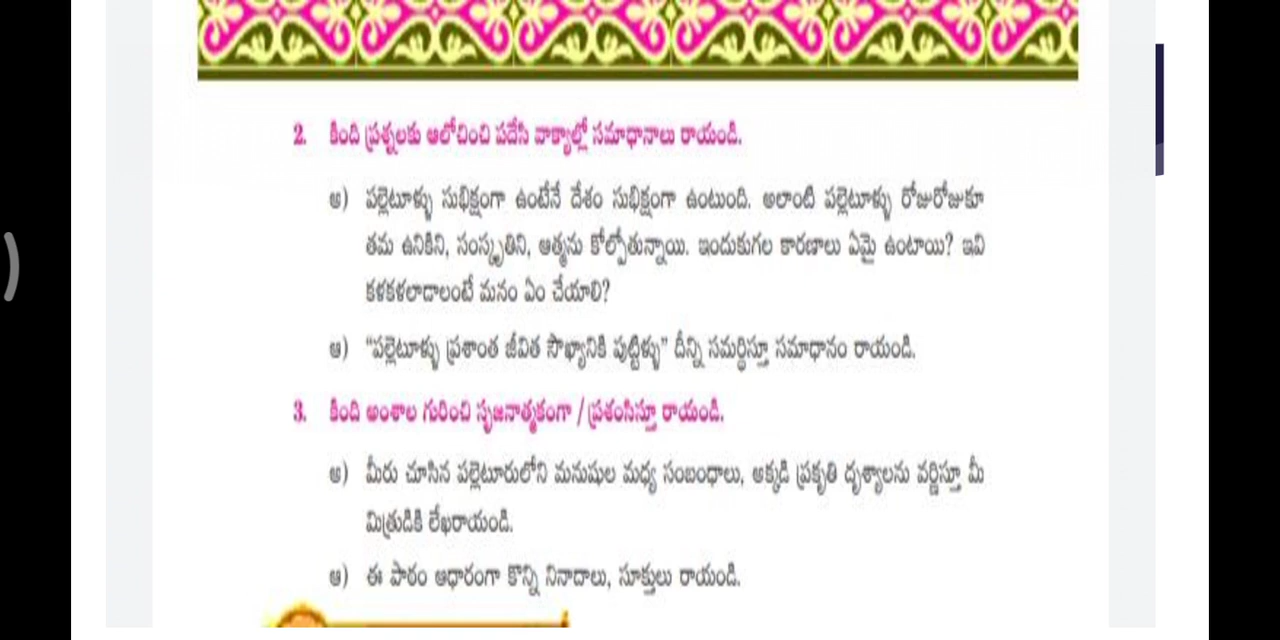 2. కింది ప్రశ్నలకు ఆలోచించి పదేసి వాక్యాల్లో సమాధానాలు రాయండి.
అ) పల్లెటూళ్ళు సుభిక్షంగా ఉంటేనే దేశం సుభిక్షంగా ఉంటుంది. అలాంటి పల్లెటూళ్ళు రోజురోజుకూ
తమ ఉనికిని, సంస్కృతిని, ఆత్మను కోల్పోతున్నాయి. ఇందుకుగల కారణాలు ఏమై ఉంటాయి? ఇవి
కళకళలాడాలంటే మనం ఏం చేయాలి?
ఆ) “పల్లెటూళ్ళు ప్రశాంత జీవిత సౌఖ్యానికి పుట్టిళ్ళు” దీన్ని సమర్థిస్తూ సమాధానం రాయండి.
3. కింది అంశాల గురించి సృజనాత్మకంగా / ప్రశంసిస్తూ రాయండి.
అ) మీరు చూసిన పల్లెటూరులోని మనుషుల మధ్య సంబంధాలు, అక్కడి ప్రకృతి దృశ్యాలను వర్ణిస్తూ మీ
మిత్రుడికి లేఖరాయండి.
ఆ) ఈ పాఠం ఆధారంగా కొన్ని నినాదాలు, సూక్తులు రాయండి.